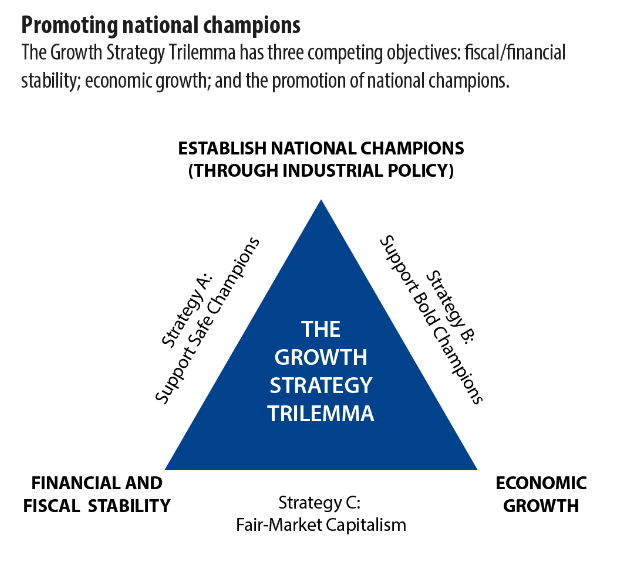 Promoting national champions
The Growth Strategy Trilemma has three competing objectives: fiscal/financial
stability; economic growth; and the promotion of national champions.
ESTABLISH NATIONAL CHAMPIONS
(THROUGH INDUSTRIAL POLICY)
Strategy A:
Support Safe Champions
Strategy B:
Support Bold Champions
THE
GROWTH
STRATEGY
TRILEMMA
FINANCIAL AND
FISCAL STABILITY
ECONOMIC
GROWTH
Strategy C:
Fair-Market Capitalism